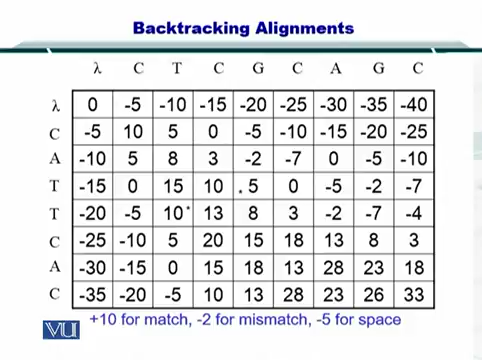 Backtracking Alignments
λ C T C G C A G C
λ 0 -5 -10 -15 -20 -25 -30 -35 -40
C -5 10 5 0 -5 -10 -15 -20 -25
A -10 5 8 3 -2 -7 0 -5 -10
T -15 0 15 10 5 0 -5 -2 -7
T -20 -5 10 13 8 3 -2 -7 -4
C -25 -10 5 20 15 18 13 8 3
A -30 -15 0 15 18 13 28 23 18
C -35 -20 -5 10 13 28 23 26 33
+10 for match, -2 for mismatch, -5 for space
VU